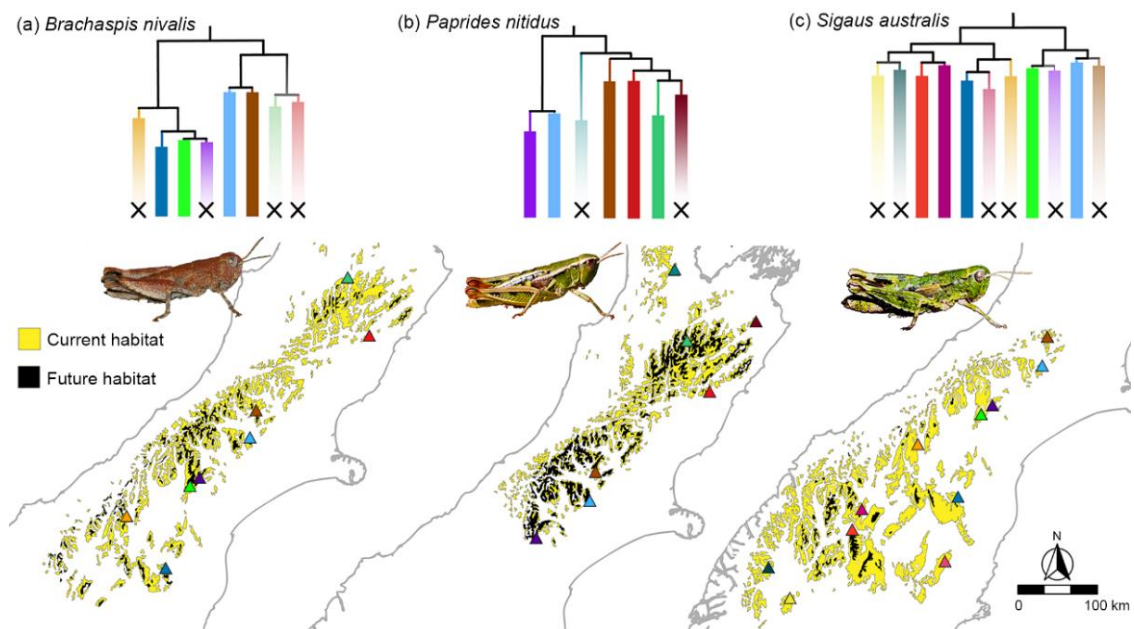 (a) Brachaspis nivalis
(b) Paprides nitidus
(c) Sigaus australis
Current habitat
Future habitat
N
0 100 km